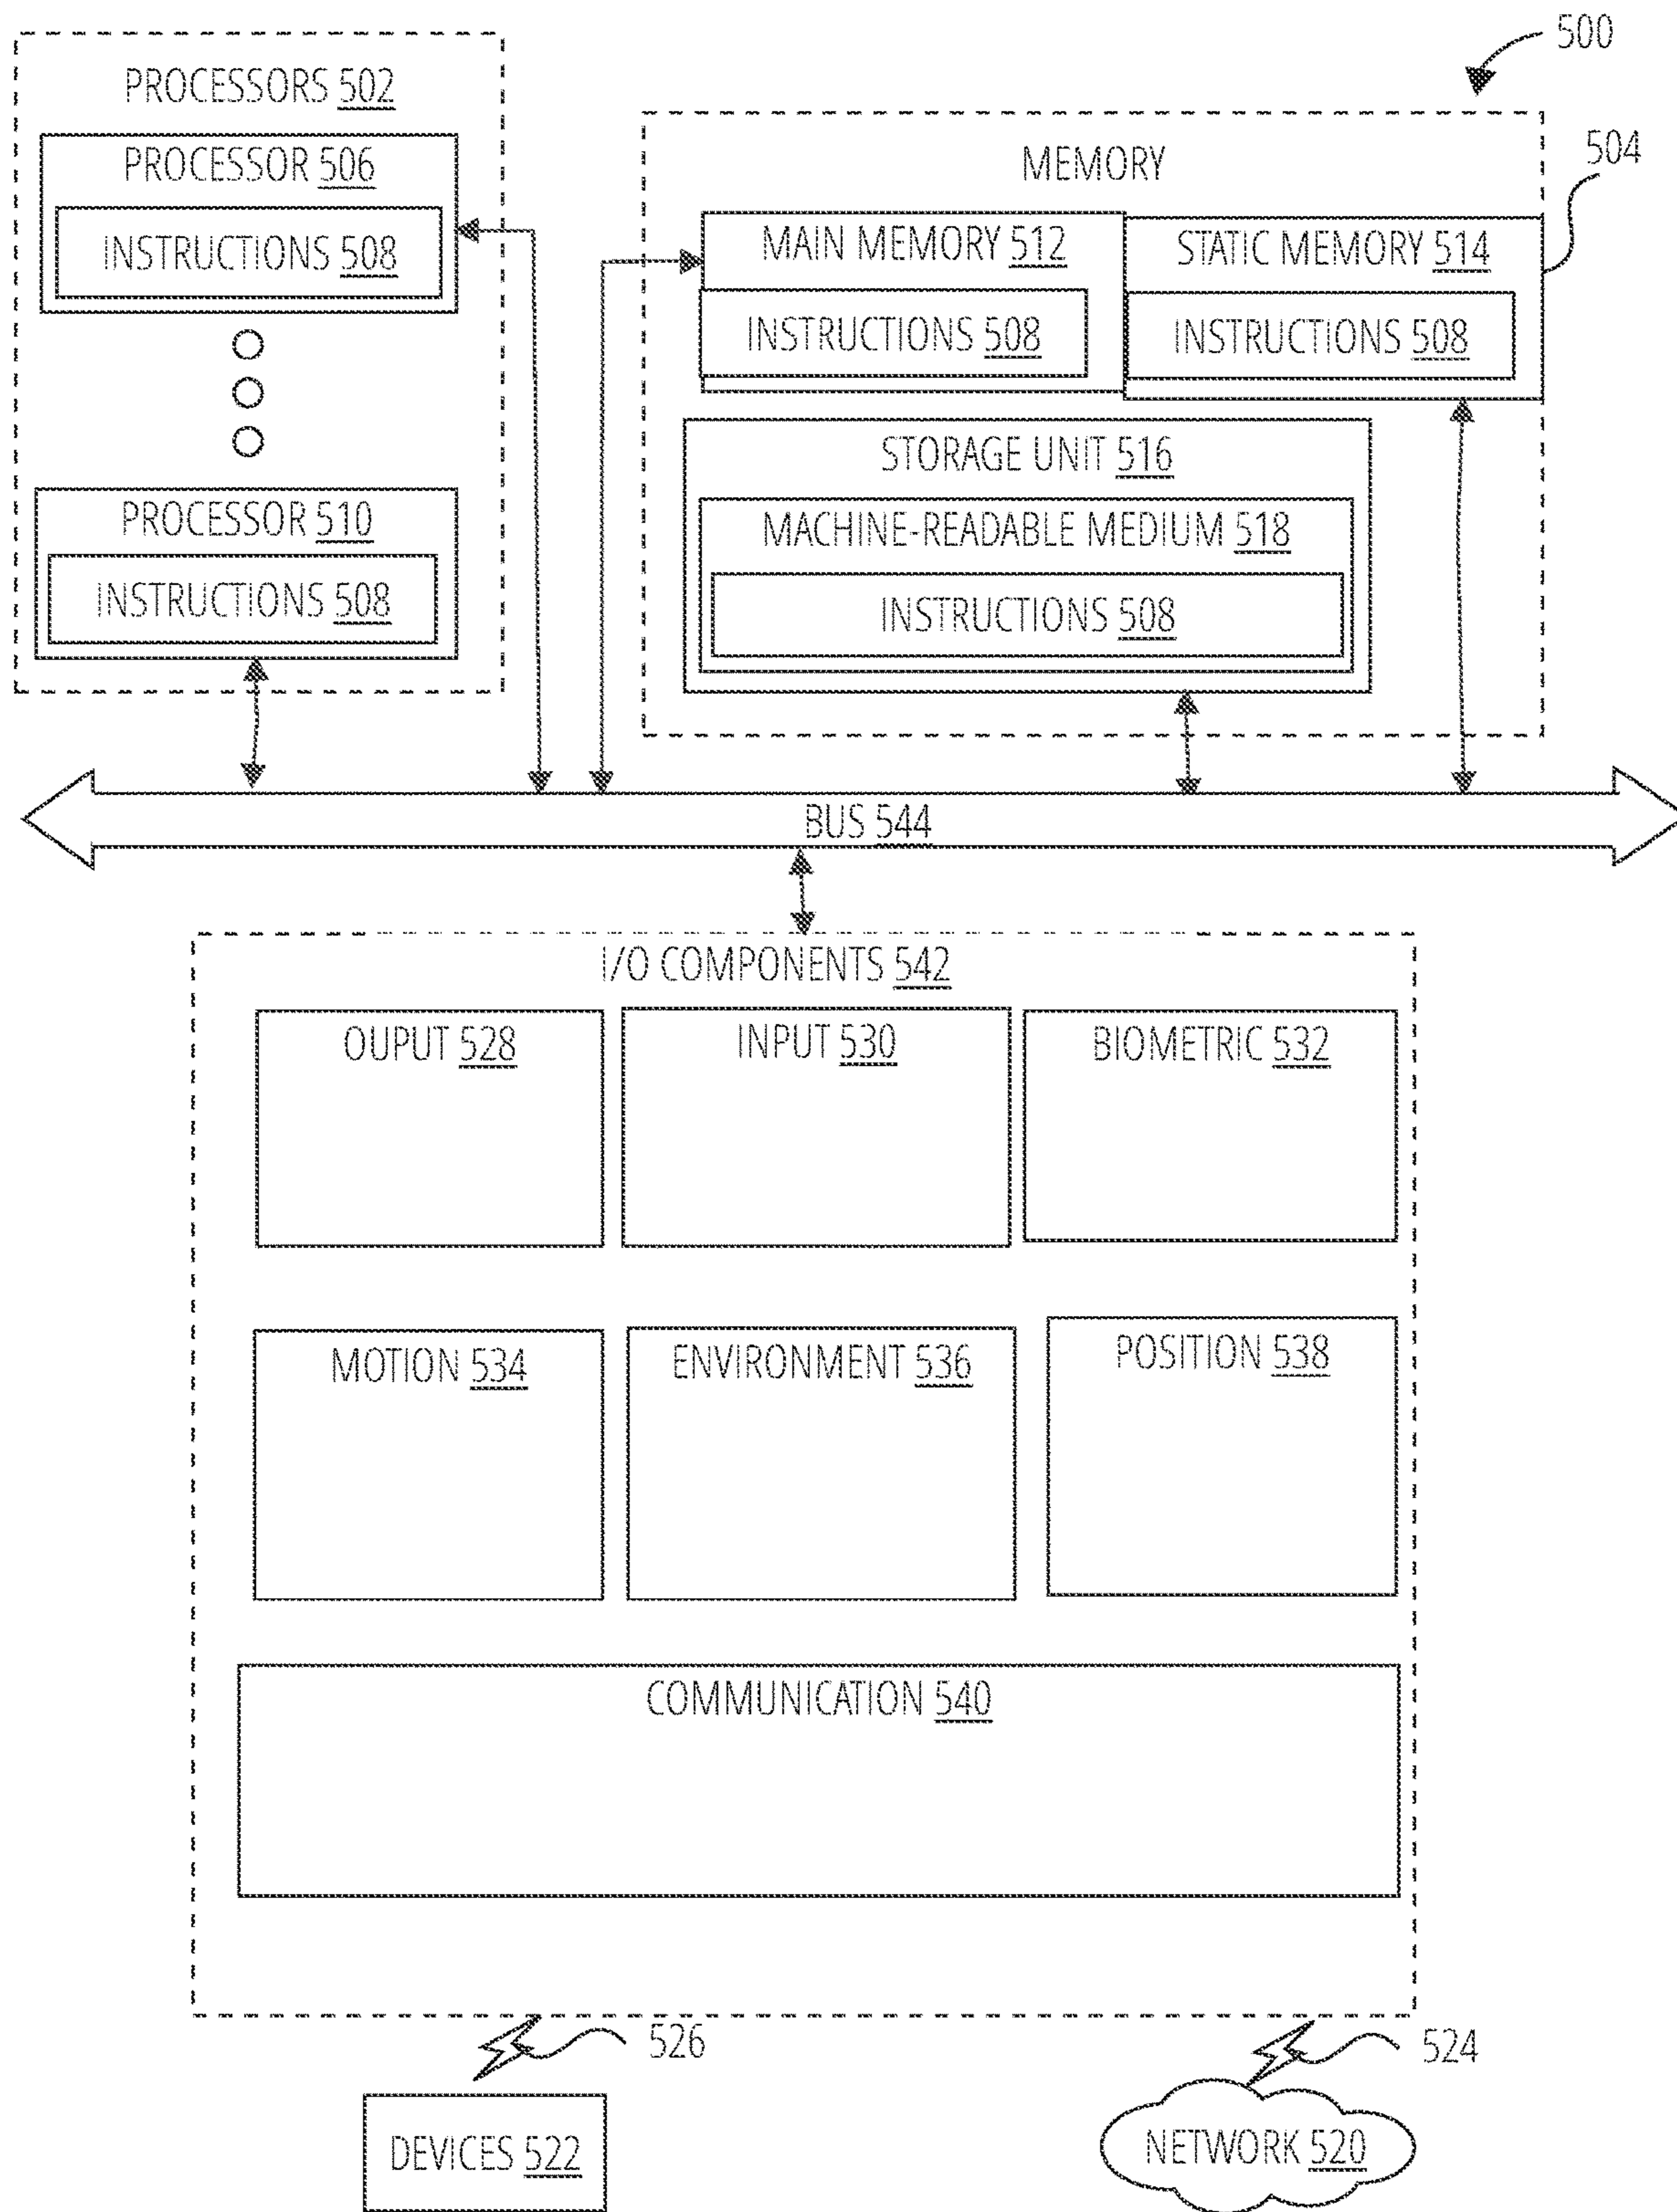 500
PROCESSORS 502
PROCESSOR 506
INSTRUCTIONS 508
PROCESSOR 510
INSTRUCTIONS 508
504
MEMORY
MAIN MEMORY 512
INSTRUCTIONS 508
STATIC MEMORY 514
INSTRUCTIONS 508
STORAGE UNIT 516
MACHINE-READABLE MEDIUM 518
INSTRUCTIONS 508
BUS 544
I/O COMPONENTS 542
OUPUT 528
INPUT 530
BIOMETRIC 532
MOTION 534
ENVIRONMENT 536
POSITION 538
COMMUNICATION 540
526
524
DEVICES 522
NETWORK 520